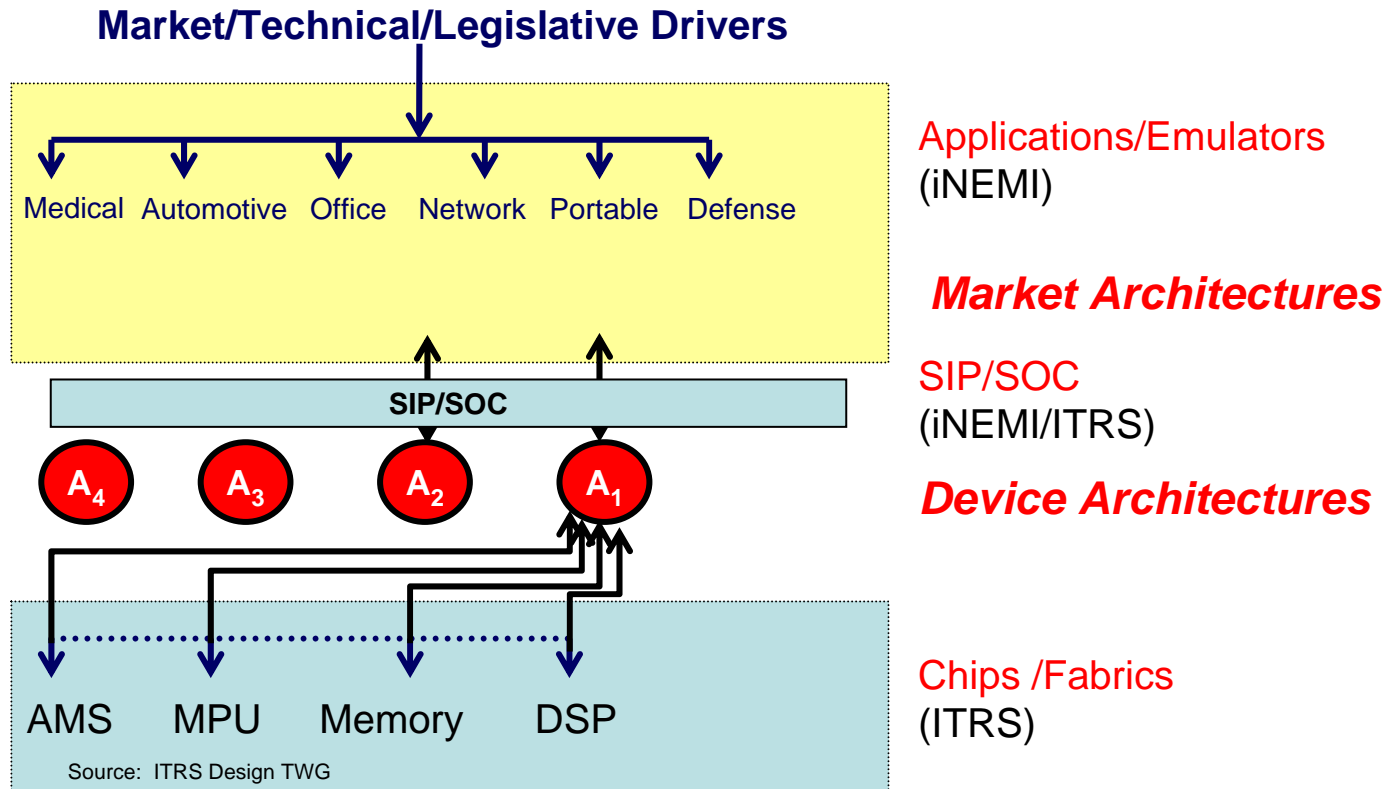 Market/Technical/Legislative Drivers
Medical Automotive Office Network Portable Defense
Applications/Emulators
(iNEMI)
Market Architectures
SIP/SOC
SIP/SOC
(iNEMI/ITRS)
A4 A3 A2 A1
Device Architectures
AMS MPU Memory DSP
Chips /Fabrics
(ITRS)
Source: ITRS Design TWG